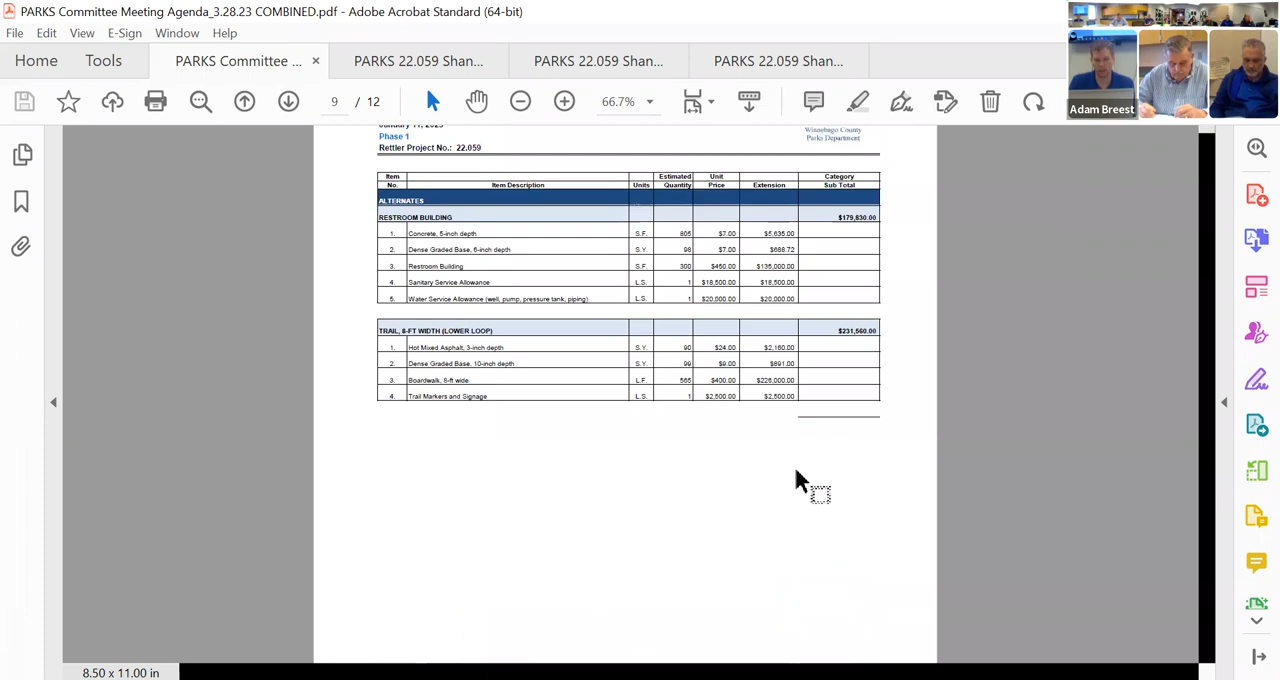 PARKS Committee Meeting Agenda_3.28.23 COMBINED.pdf - Adobe Acrobat Standard (64-bit)
File Edit View E-Sign Window Help
Home Tools PARKS Committee ... × PARKS 22.059 Shan... PARKS 22.059 Shan... PARKS 22.059 Shan...
9 / 12 66.7%
Adam Breest
Phase 1
Rettler Project No.: 22.059
Winnebago County
Parks Department
Item Estimated Unit Category
No. Item Description Units Quantity Price Extension Sub Total
ALTERNATES
RESTROOM BUILDING $179,830.00
1. Concrete, 5-inch depth S.F. 805 $7.00 $5,635.00
2. Dense Graded Base, 6-inch depth S.Y. 98 $7.00 $688.72
3. Restroom Building S.F. 300 $450.00 $135,000.00
4. Sanitary Service Allowance L.S. 1 $18,500.00 $18,500.00
5. Water Service Allowance (well, pump, pressure tank, piping) L.S. 1 $20,000.00 $20,000.00
TRAIL, 8-FT WIDTH (LOWER LOOP) $231,560.00
1. Hot Mixed Asphalt, 3-inch depth S.Y. 90 $24.00 $2,160.00
2. Dense Graded Base, 10-inch depth S.Y. 99 $9.00 $891.00
3. Boardwalk, 8-ft wide L.F. 565 $400.00 $226,000.00
4. Trail Markers and Signage L.S. 1 $2,500.00 $2,500.00
8.50 x 11.00 in